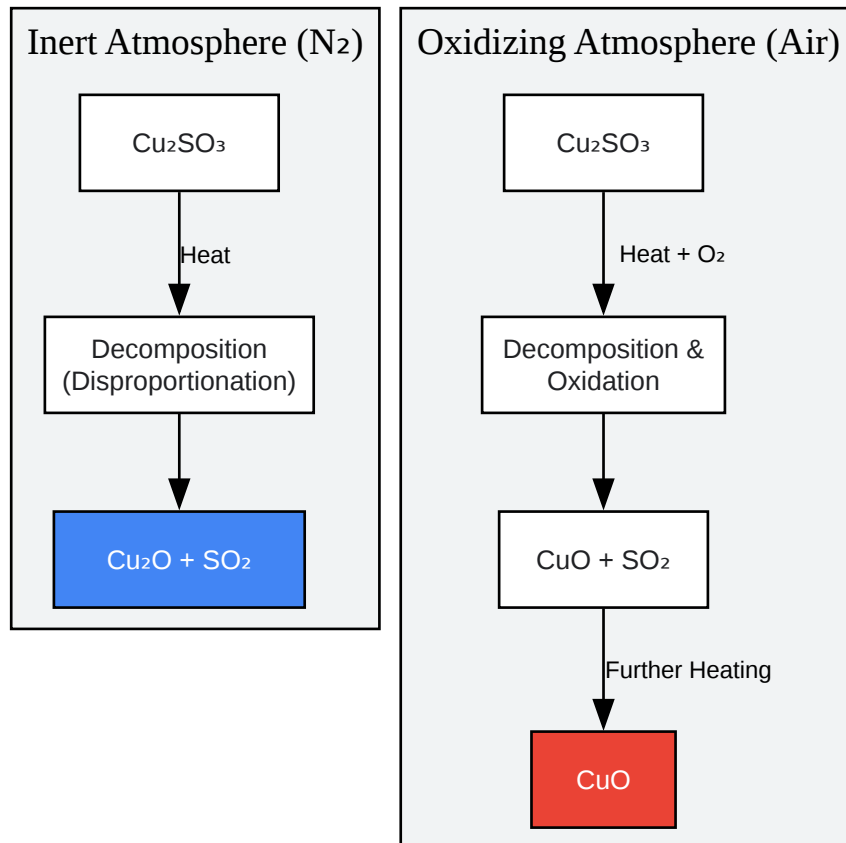 Inert Atmosphere (N₂)
Cu₂SO₃
Heat
Decomposition
(Disproportionation)
Cu₂O + SO₂
Oxidizing Atmosphere (Air)
Cu₂SO₃
Heat + O₂
Decomposition &
Oxidation
CuO + SO₂
Further Heating
CuO